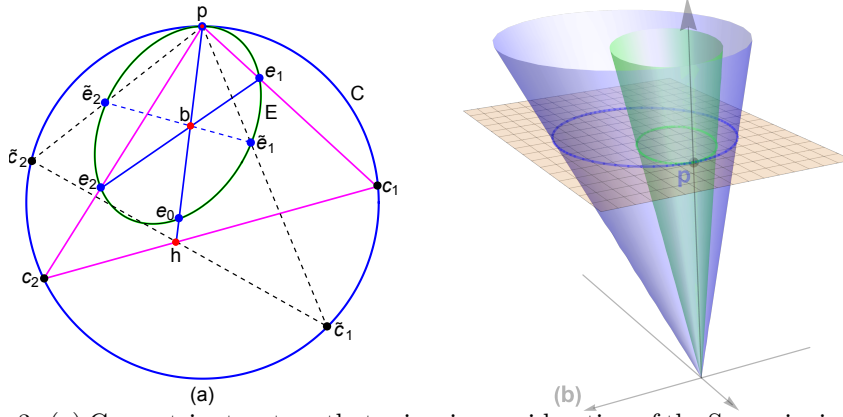 p
e₁
C
ẽ₂
b
E
ẽ₁
c̃₂
e₂
c₁
e₀
h
c₂
c̃₁
(a)
p
(b)